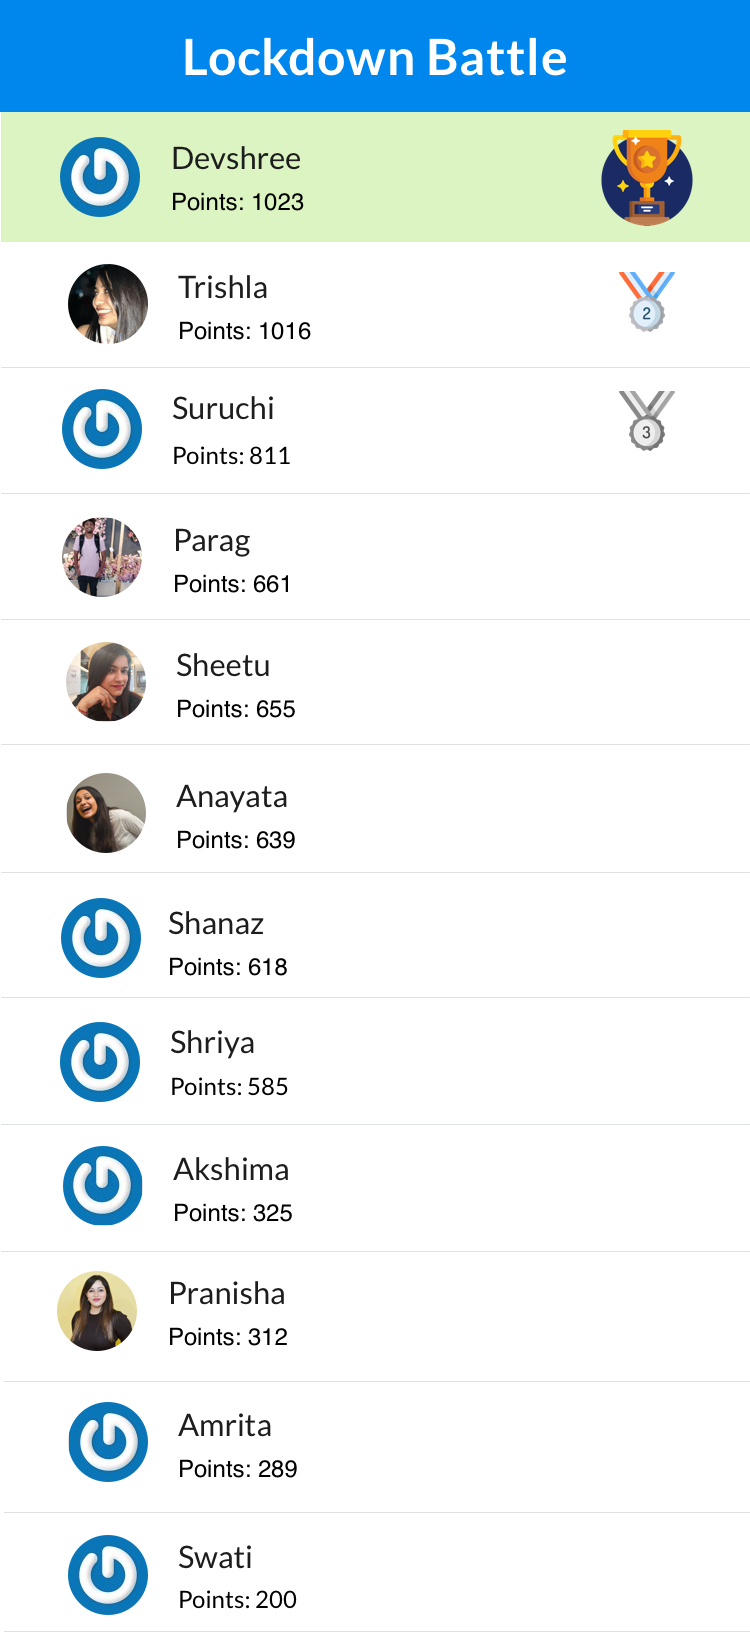 Lockdown Battle
Devshree
Points: 1023
Trishla
Points: 1016
2
Suruchi
Points: 811
3
Parag
Points: 661
Sheetu
Points: 655
Anayata
Points: 639
Shanaz
Points: 618
Shriya
Points: 585
Akshima
Points: 325
Pranisha
Points: 312
Amrita
Points: 289
Swati
Points: 200